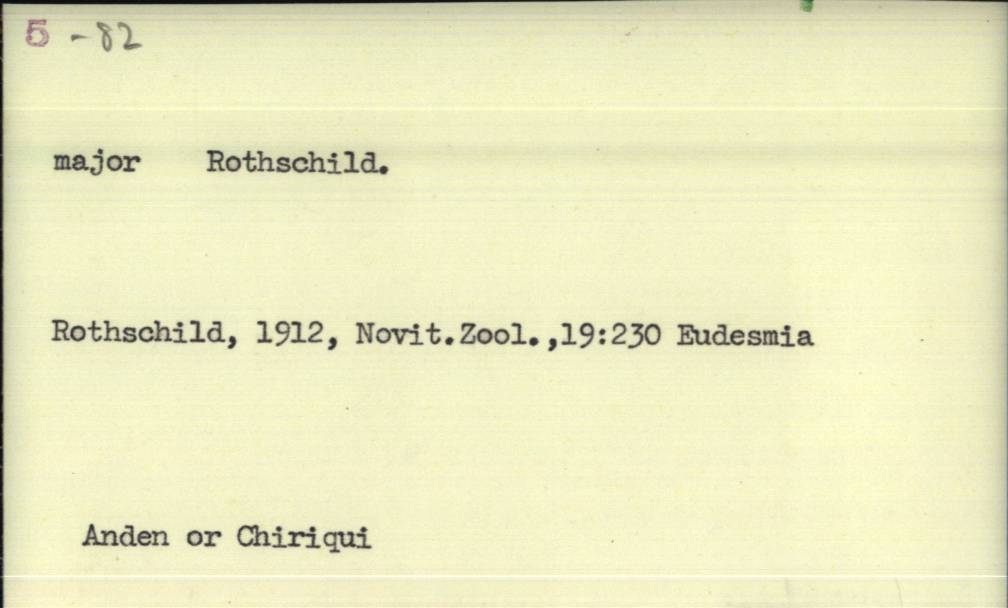 5 - 82
major Rothschild.
Rothschild, 1912, Novit.Zool.,19:230 Eudesmia
Anden or Chiriqui